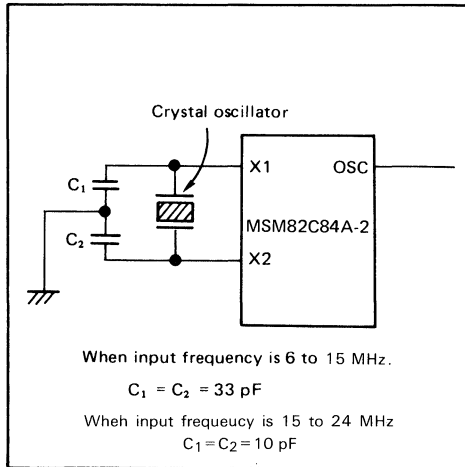 Crystal oscillator
X1
OSC
C₁
MSM82C84A-2
C₂
X2
When input frequency is 6 to 15 MHz.
C₁ = C₂ = 33 pF
Wheh input frequeucy is 15 to 24 MHz
C₁=C₂=10 pF